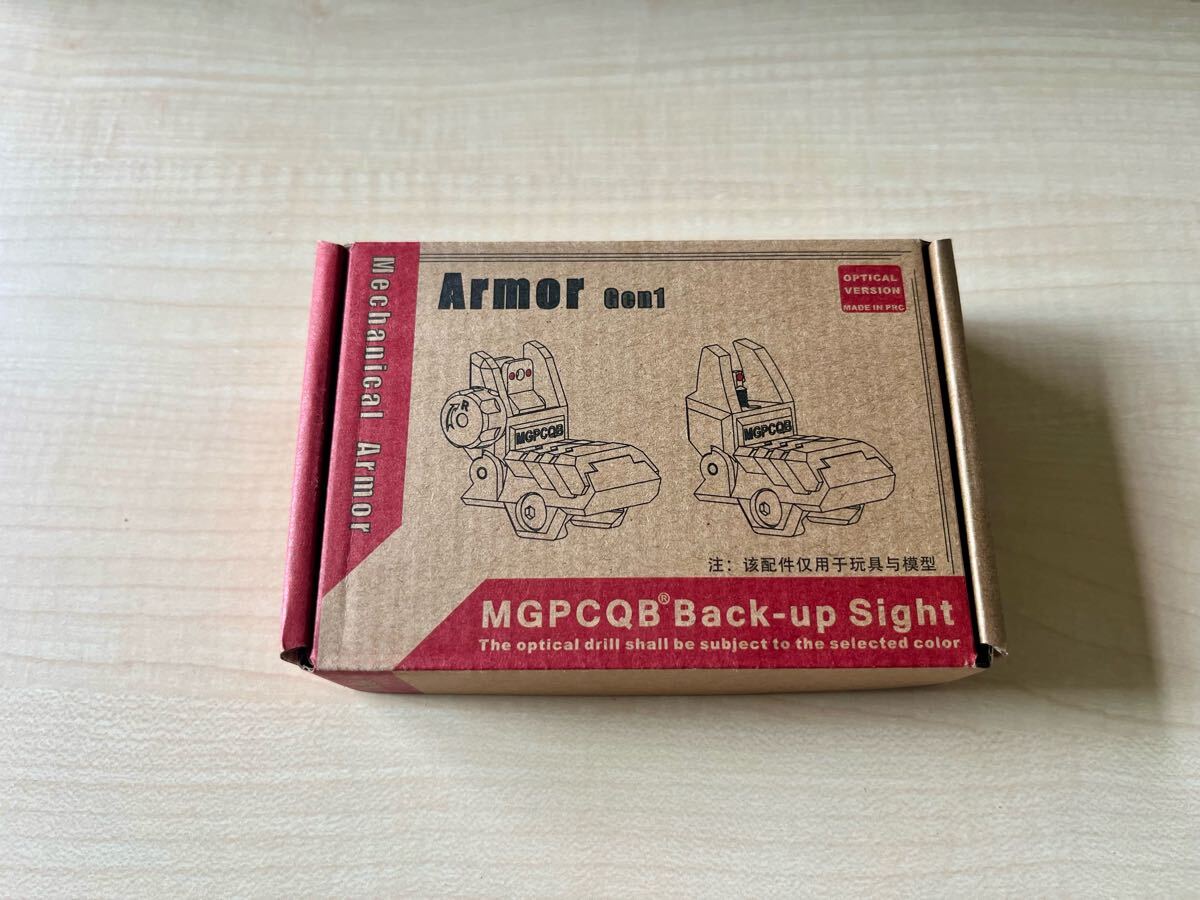 Mechanical Armor
Armor Gen1
OPTICAL
VERSION
MADE IN PRC
R
MGPCQB
MGPCQB
注：该配件仅用于玩具与模型
MGPCQB® Back-up Sight
The optical drill shall be subject to the selected color